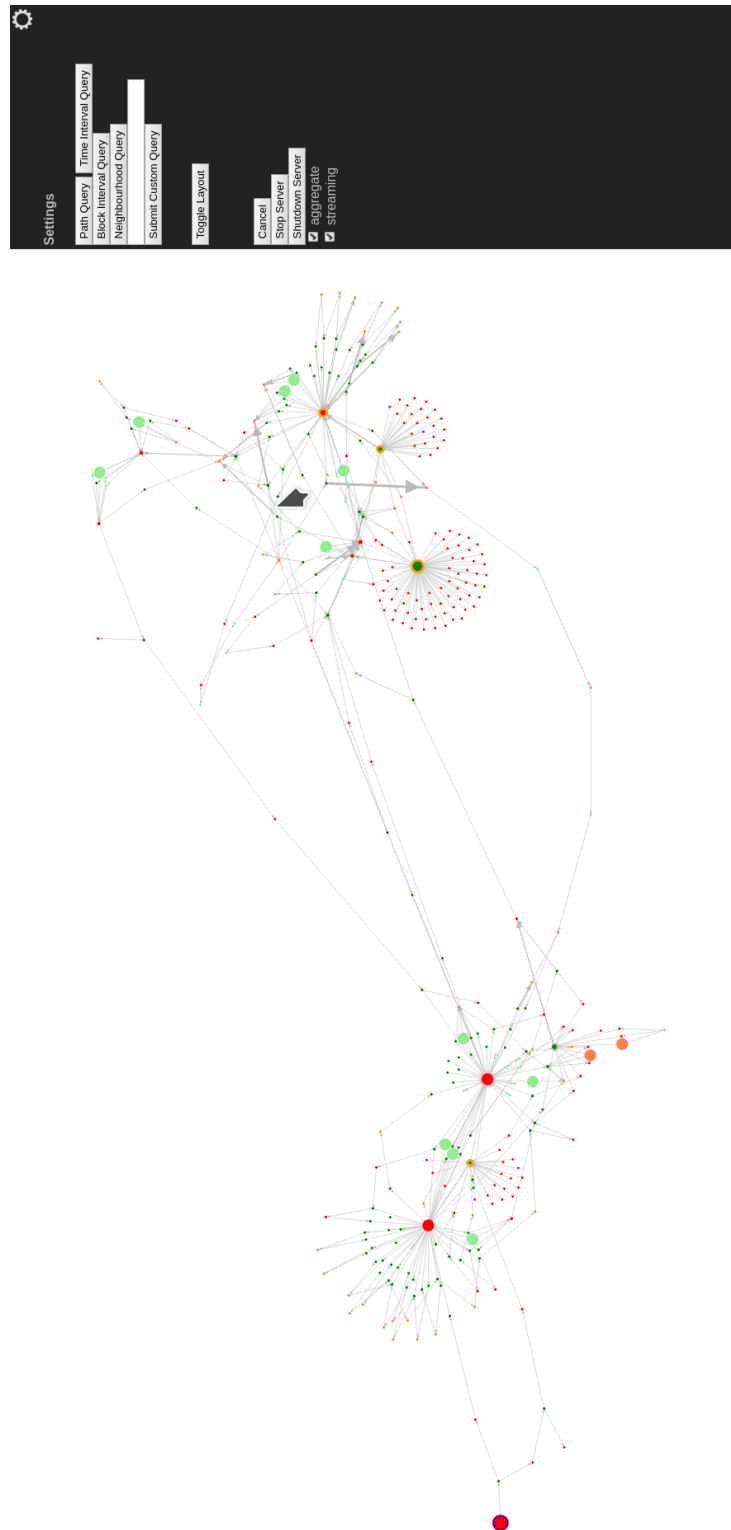 Settings
Path Query Time Interval Query
Block Interval Query
Neighbourhood Query
Submit Custom Query
Toggle Layout
Cancel
Stop Server
Shutdown Server
aggregate
streaming